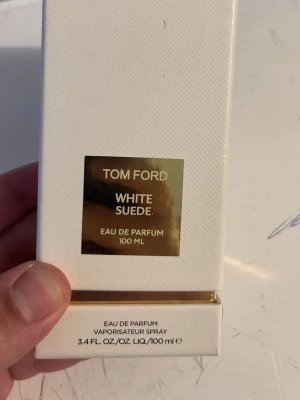 TOM FORD
WHITE
SUEDE
EAU DE PARFUM
100 ML
EAU DE PARFUM
VAPORISATEUR SPRAY
3.4 FL. OZ./OZ. LIQ./100 ml ℮